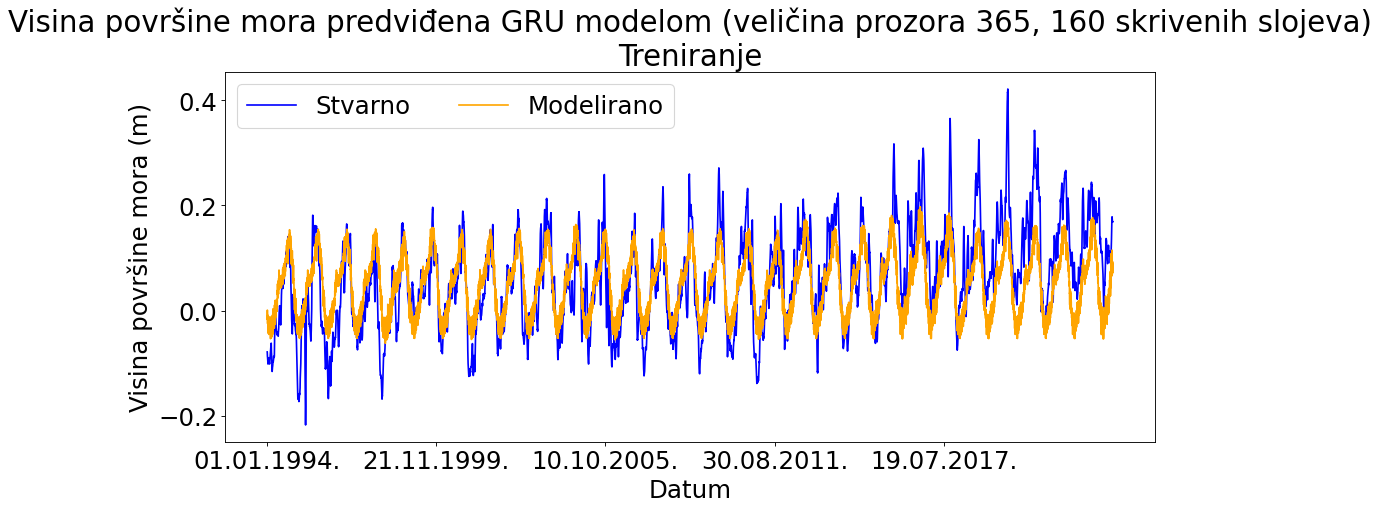 Visina površine mora predviđena GRU modelom (veličina prozora 365, 160 skrivenih slojeva)
Treniranje
Stvarno
Modelirano
Visina površine mora (m)
0.4
0.2
0.0
−0.2
01.01.1994.
21.11.1999.
10.10.2005.
30.08.2011.
19.07.2017.
Datum